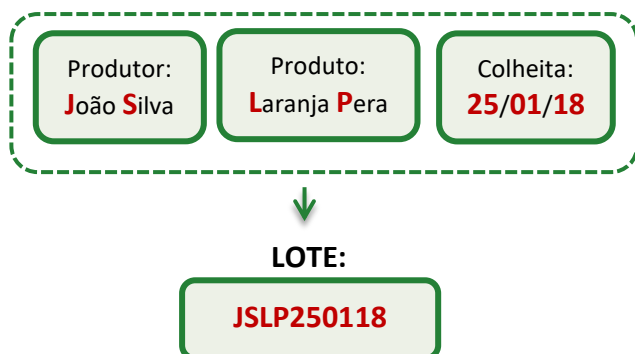 Produtor:
João Silva
Produto:
Laranja Pera
Colheita:
25/01/18
LOTE:
JSLP250118